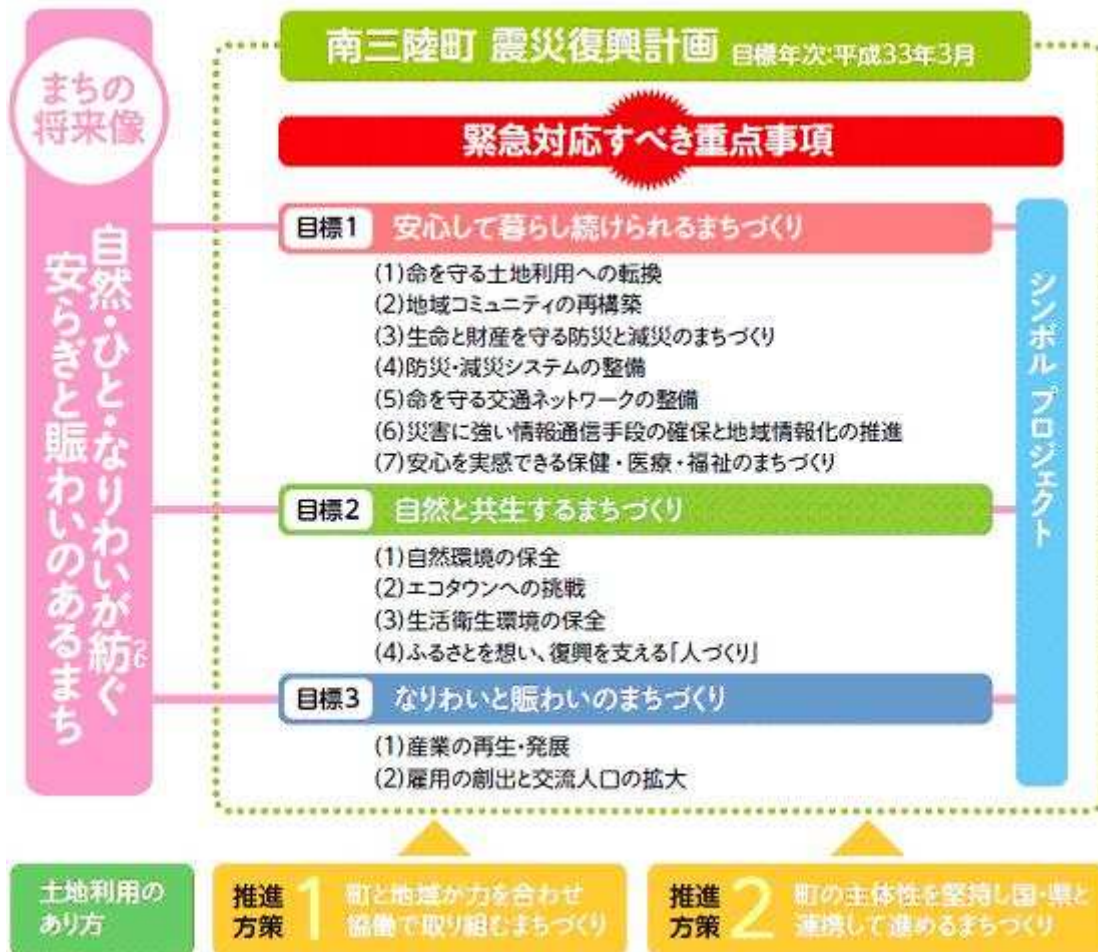 南三陸町 震災復興計画 目標年次:平成33年3月
緊急対応すべき重点事項
まちの
将来像
自然・ひと・なりわいが紡ぐ
つむ
安らぎと賑わいのあるまち
目標1 安心して暮らし続けられるまちづくり
(1)命を守る土地利用への転換
(2)地域コミュニティの再構築
(3)生命と財産を守る防災と減災のまちづくり
(4)防災・減災システムの整備
(5)命を守る交通ネットワークの整備
(6)災害に強い情報通信手段の確保と地域情報化の推進
(7)安心を実感できる保健・医療・福祉のまちづくり
目標2 自然と共生するまちづくり
(1)自然環境の保全
(2)エコタウンへの挑戦
(3)生活衛生環境の保全
(4)ふるさとを想い、復興を支える「人づくり」
目標3 なりわいと賑わいのまちづくり
(1)産業の再生・発展
(2)雇用の創出と交流人口の拡大
シンボル プロジェクト
土地利用の
あり方
推進
方策
1
町と地域が力を合わせ
協働で取り組むまちづくり
推進
方策
2
町の主体性を堅持し国・県と
連携して進めるまちづくり